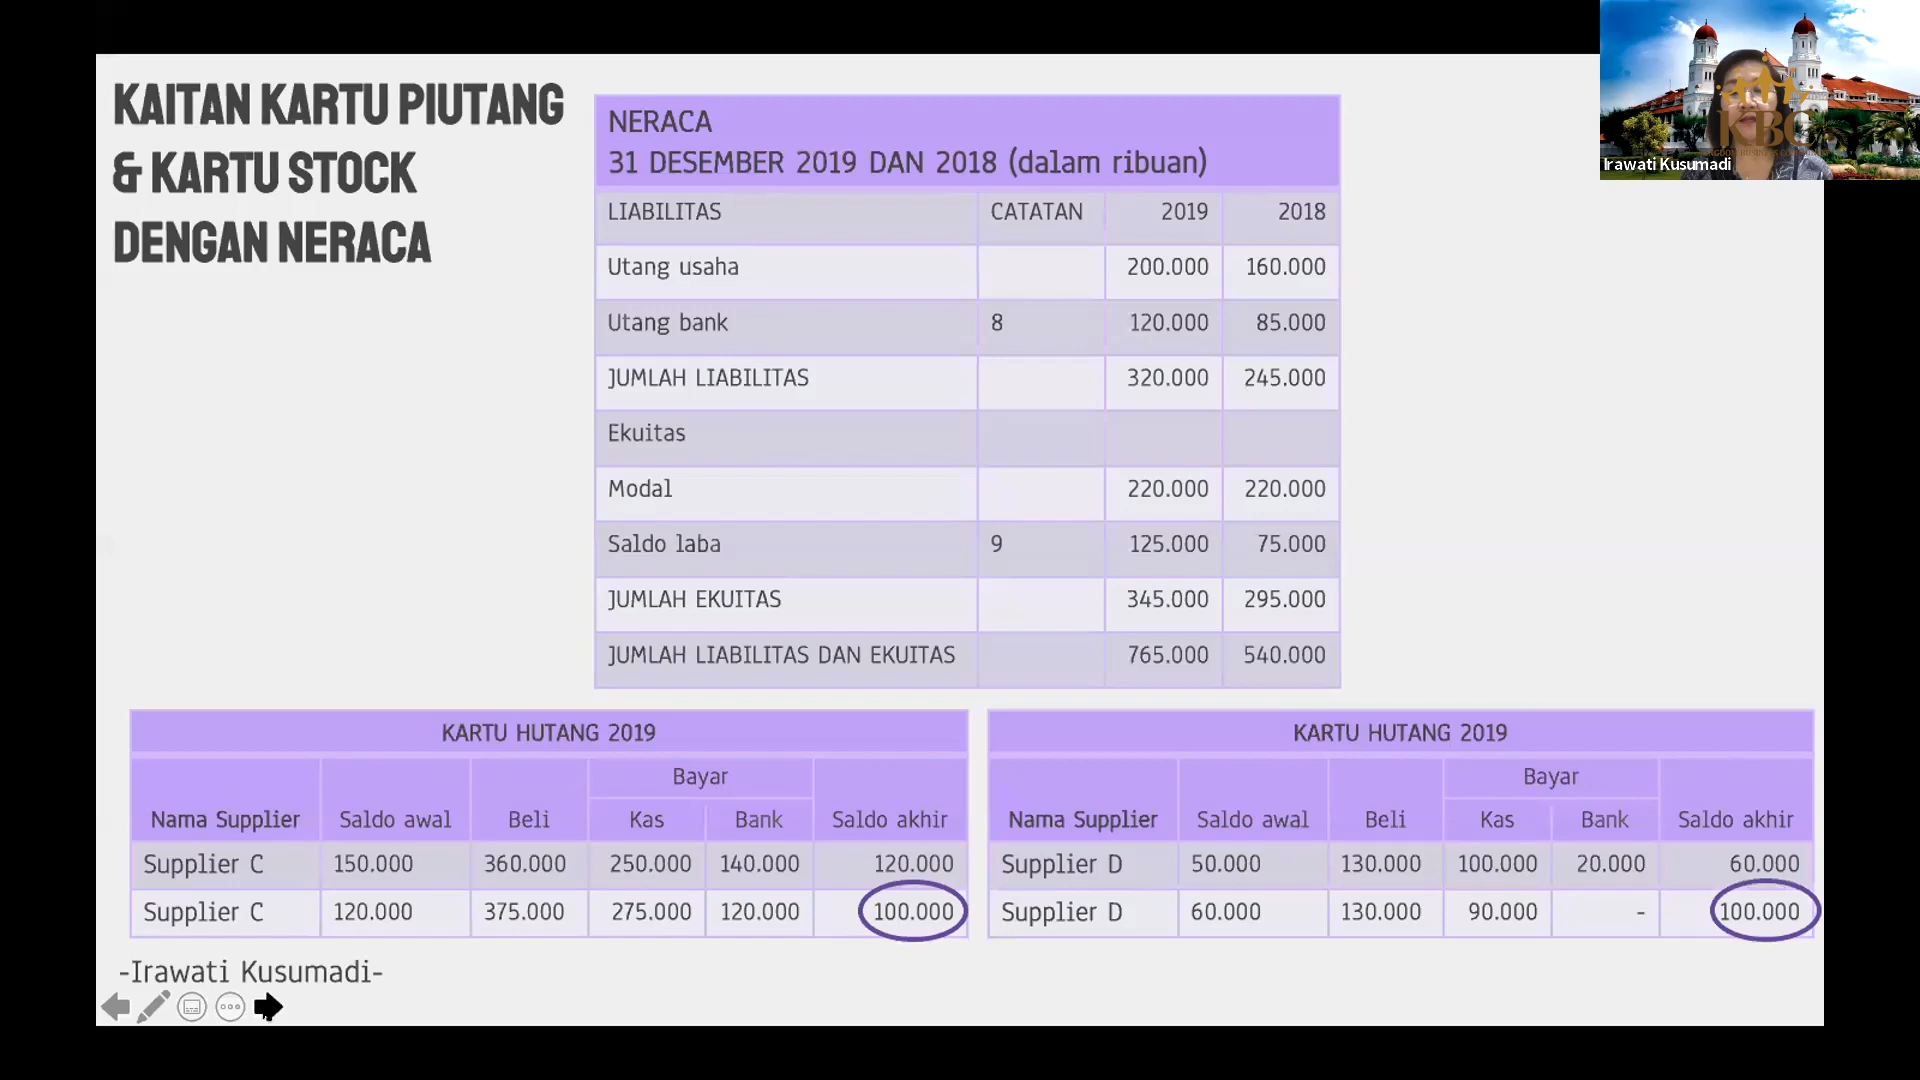 KAITAN KARTU PIUTANG
& KARTU STOCK
DENGAN NERACA
NERACA
31 DESEMBER 2019 DAN 2018 (dalam ribuan)
LIABILITAS CATATAN 2019 2018
Utang usaha 200.000 160.000
Utang bank 8 120.000 85.000
JUMLAH LIABILITAS 320.000 245.000
Ekuitas
Modal 220.000 220.000
Saldo laba 9 125.000 75.000
JUMLAH EKUITAS 345.000 295.000
JUMLAH LIABILITAS DAN EKUITAS 765.000 540.000
KARTU HUTANG 2019
Bayar
Nama Supplier Saldo awal Beli Kas Bank Saldo akhir
Supplier C 150.000 360.000 250.000 140.000 120.000
Supplier C 120.000 375.000 275.000 120.000 100.000
KARTU HUTANG 2019
Bayar
Nama Supplier Saldo awal Beli Kas Bank Saldo akhir
Supplier D 50.000 130.000 100.000 20.000 60.000
Supplier D 60.000 130.000 90.000 - 100.000
-Irawati Kusumadi-
KBC
Irawati Kusumadi